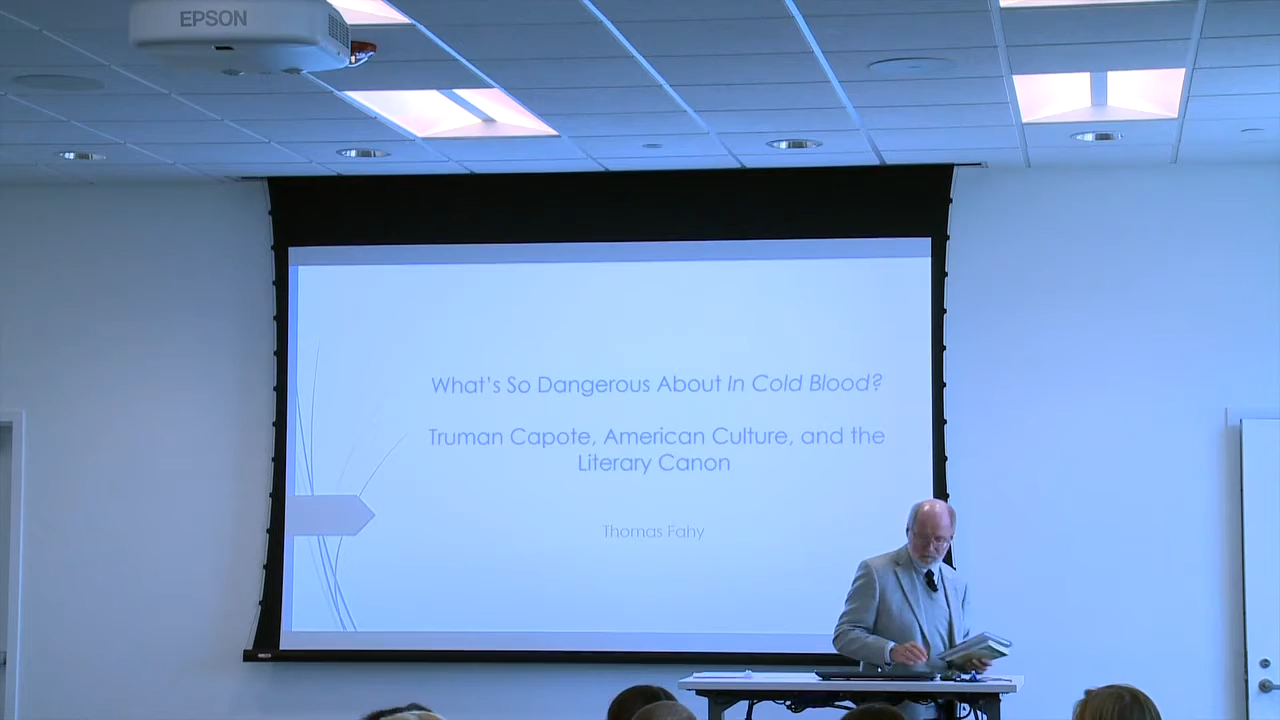 EPSON
What's So Dangerous About In Cold Blood?
Truman Capote, American Culture, and the
Literary Canon
Thomas Fahy